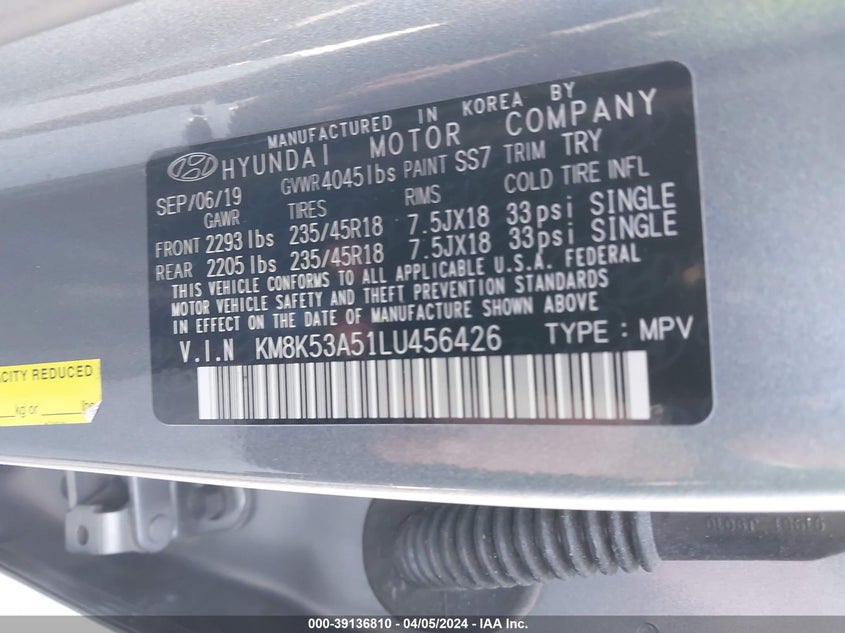 MANUFACTURED IN KOREA BY
HYUNDAI MOTOR COMPANY
SEP/06/19 GVWR 4045lbs PAINT SS7 TRIM TRY
GAWR TIRES RIMS COLD TIRE INFL
FRONT 2293 lbs 235/45R18 7.5JX18 33psi SINGLE
REAR 2205 lbs 235/45R18 7.5JX18 33psi SINGLE
THIS VEHICLE CONFORMS TO ALL APPLICABLE U.S.A. FEDERAL
MOTOR VEHICLE SAFETY AND THEFT PREVENTION STANDARDS
IN EFFECT ON THE DATE OF MANUFACTURE SHOWN ABOVE
V.I.N KM8K53A51LU456426 TYPE : MPV
ACITY REDUCED
kg or lbs
000-39136810 - 04/05/2024 - IAA Inc.